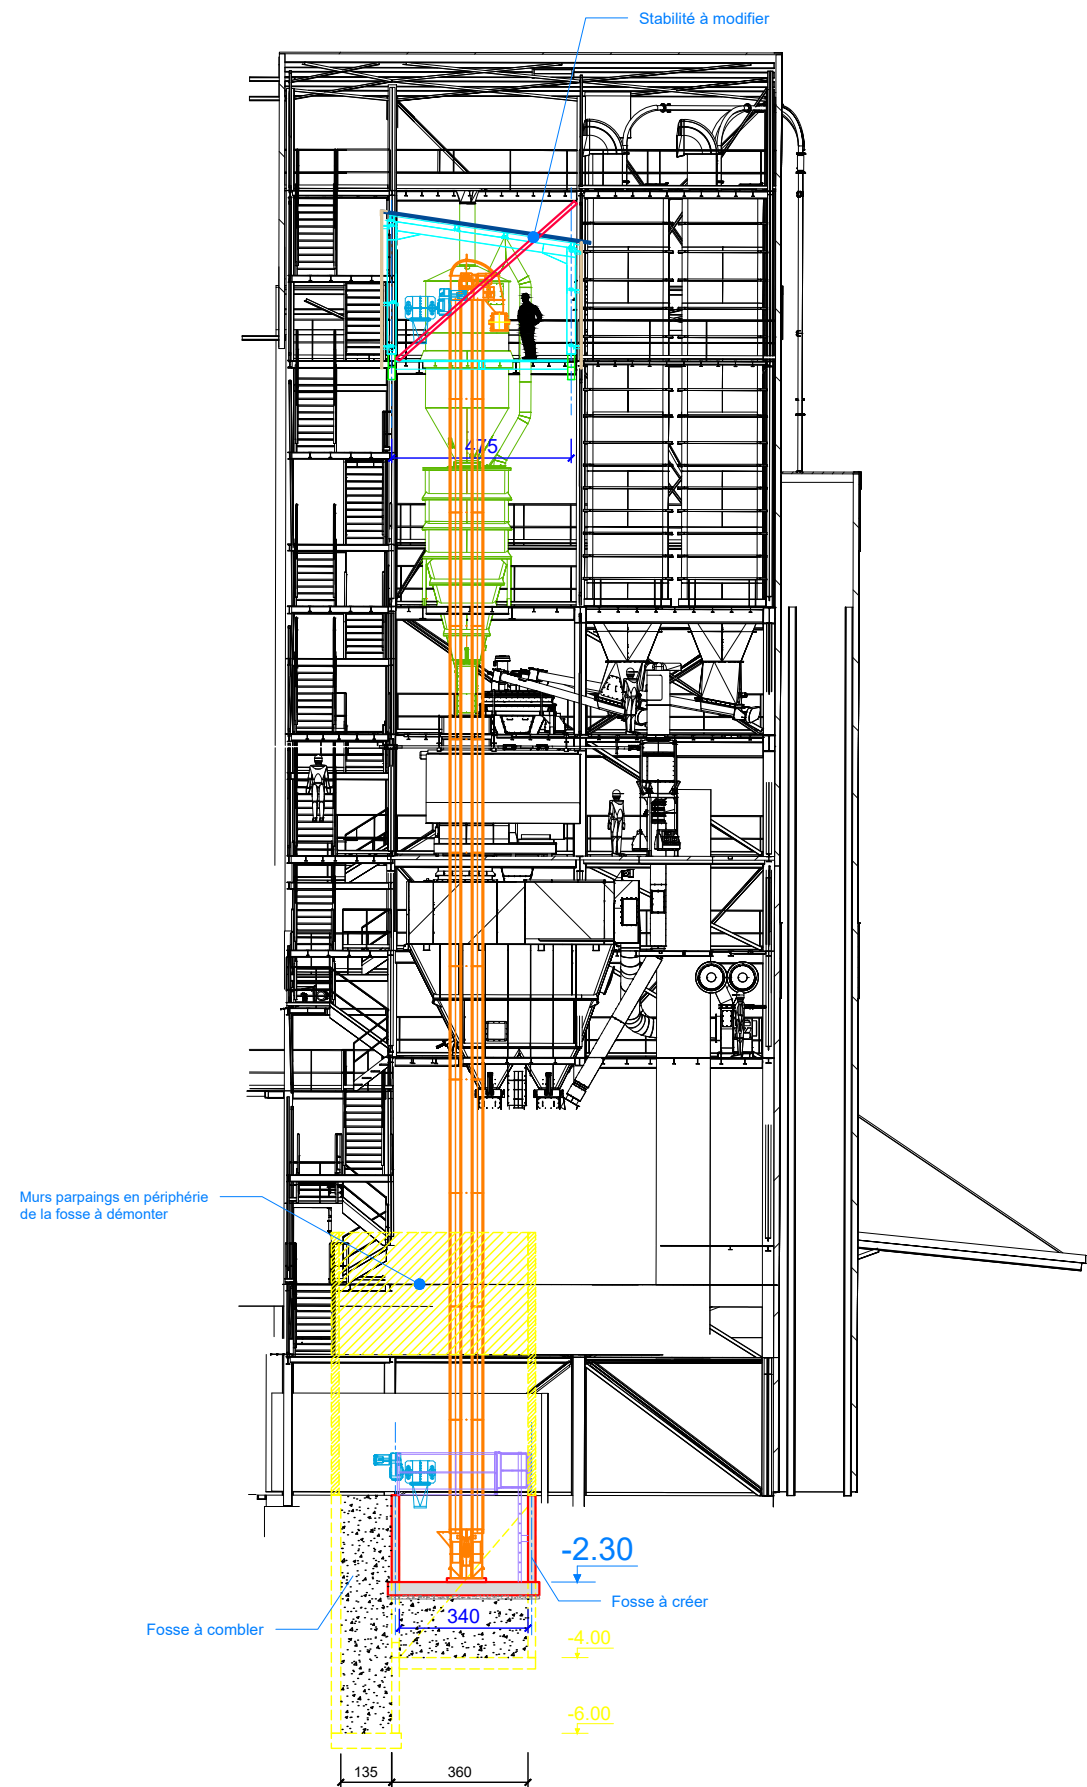 Stabilité à modifier
475
Murs parpaings en périphérie
de la fosse à démonter
-2.30
Fosse à créer
340
Fosse à combler
-4.00
-6.00
135
360